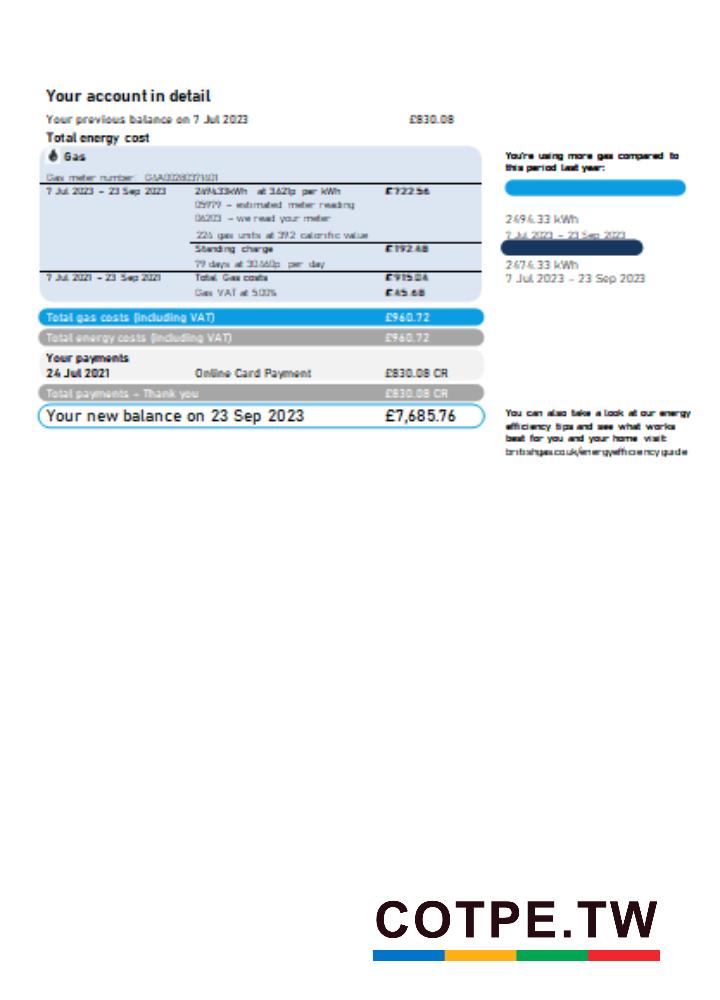 Your account in detail
Your previous balance on 7 Jul 2023 £830.08
Total energy cost
Gas
Gas meter number:
7 Jul 2023 – 23 Sep 2023 2494.33kWh at 3.621p per kWh £722.56
05979 – estimated meter reading
06203 – we read your meter
224 gas units at 39.2 calorific value
Standing charge £192.48
79 days at 30.460p per day
7 Jul 2021 – 23 Sep 2021 Total Gas costs £915.04
Gas VAT at 5.00% £45.68
Total gas costs (including VAT) £960.72
Total energy costs (including VAT) £960.72
Your payments
24 Jul 2021 Online Card Payment £830.08 CR
Total payments – Thank you £830.08 CR
Your new balance on 23 Sep 2023 £7,685.76
You're using more gas compared to
this period last year:
2494.33 kWh
7 Jul 2023 – 23 Sep 2023
2474.33 kWh
7 Jul 2023 – 23 Sep 2023
You can also take a look at our energy
efficiency tips and see what works
best for you and your home visit:
britishgas.co.uk/energyefficiencyguide
COTPE.TW